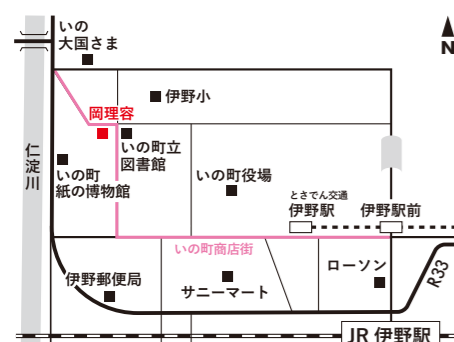 いの
大国さま
N
伊野小
岡理容
いの町立
図書館
仁淀川
いの町
紙の博物館
いの町役場
とさでん交通
伊野駅
伊野駅前
いの町商店街
伊野郵便局
サニーマート
ローソン
R33
JR 伊野駅